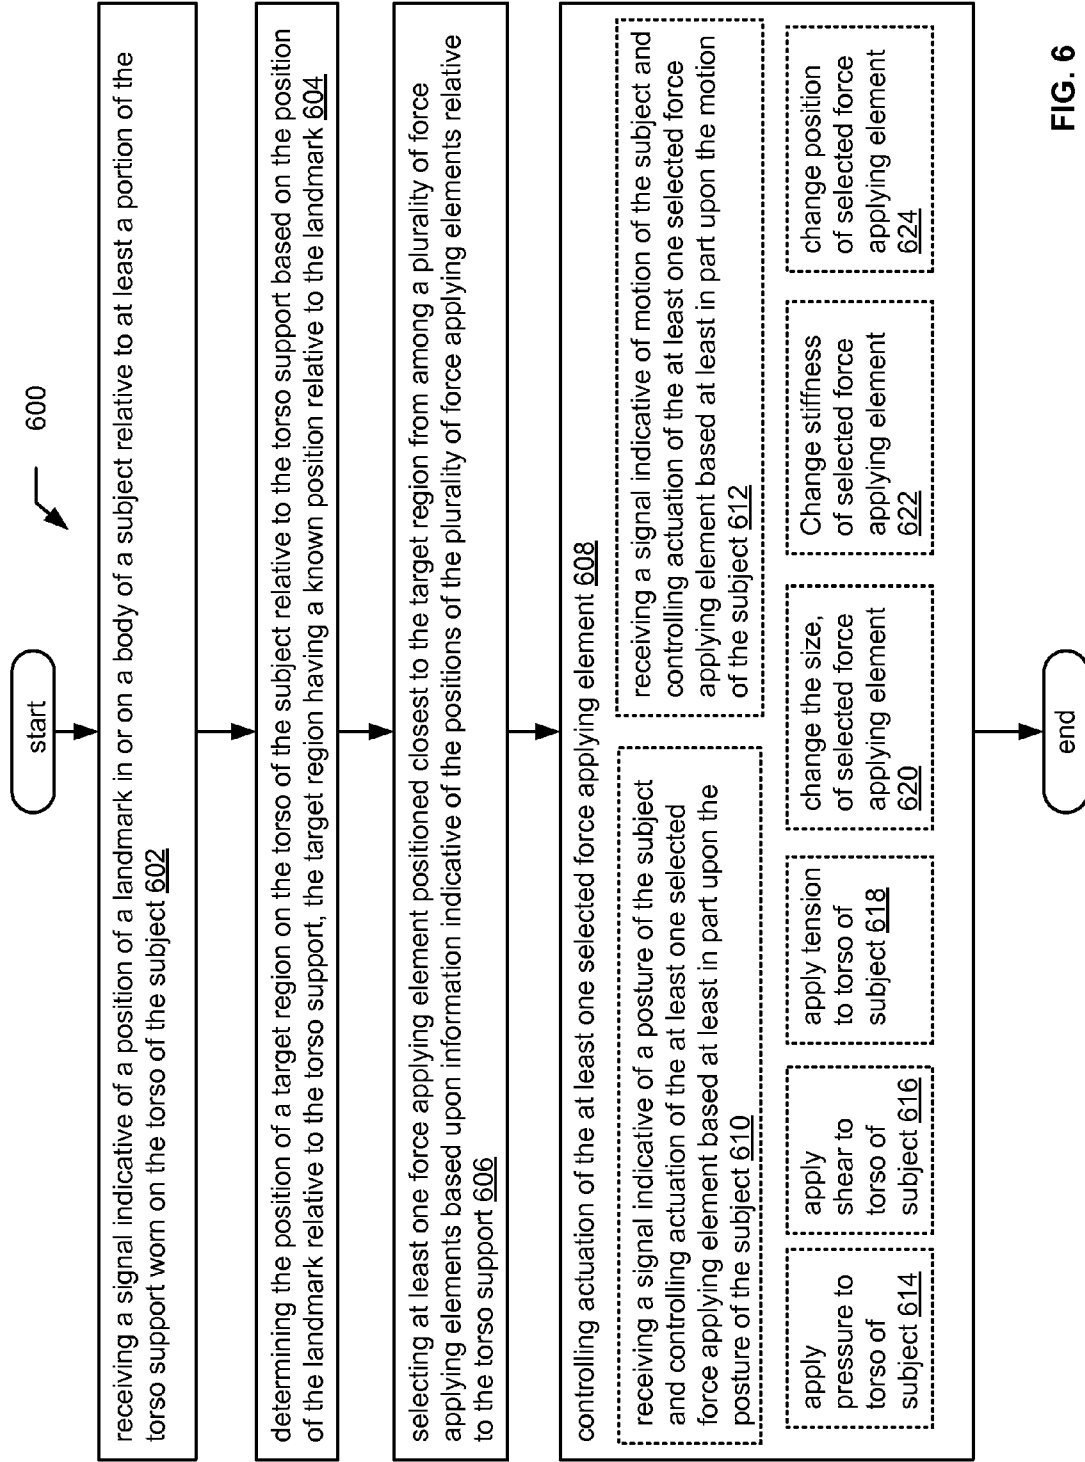 600
start
receiving a signal indicative of a position of a landmark in or on a body of a subject relative to at least a portion of the
torso support worn on the torso of the subject 602
determining the position of a target region on the torso of the subject relative to the torso support based on the position
of the landmark relative to the torso support, the target region having a known position relative to the landmark 604
selecting at least one force applying element positioned closest to the target region from among a plurality of force
applying elements based upon information indicative of the positions of the plurality of force applying elements relative
to the torso support 606
controlling actuation of the at least one selected force applying element 608
receiving a signal indicative of a posture of the subject
and controlling actuation of the at least one selected
force applying element based at least in part upon the
posture of the subject 610
receiving a signal indicative of motion of the subject and
controlling actuation of the at least one selected force
applying element based at least in part upon the motion
of the subject 612
apply
pressure to
torso of
subject 614
apply
shear to
torso of
subject 616
apply tension
to torso of
subject 618
change the size,
of selected force
applying element
620
Change stiffness
of selected force
applying element
622
change position
of selected force
applying element
624
end
FIG. 6